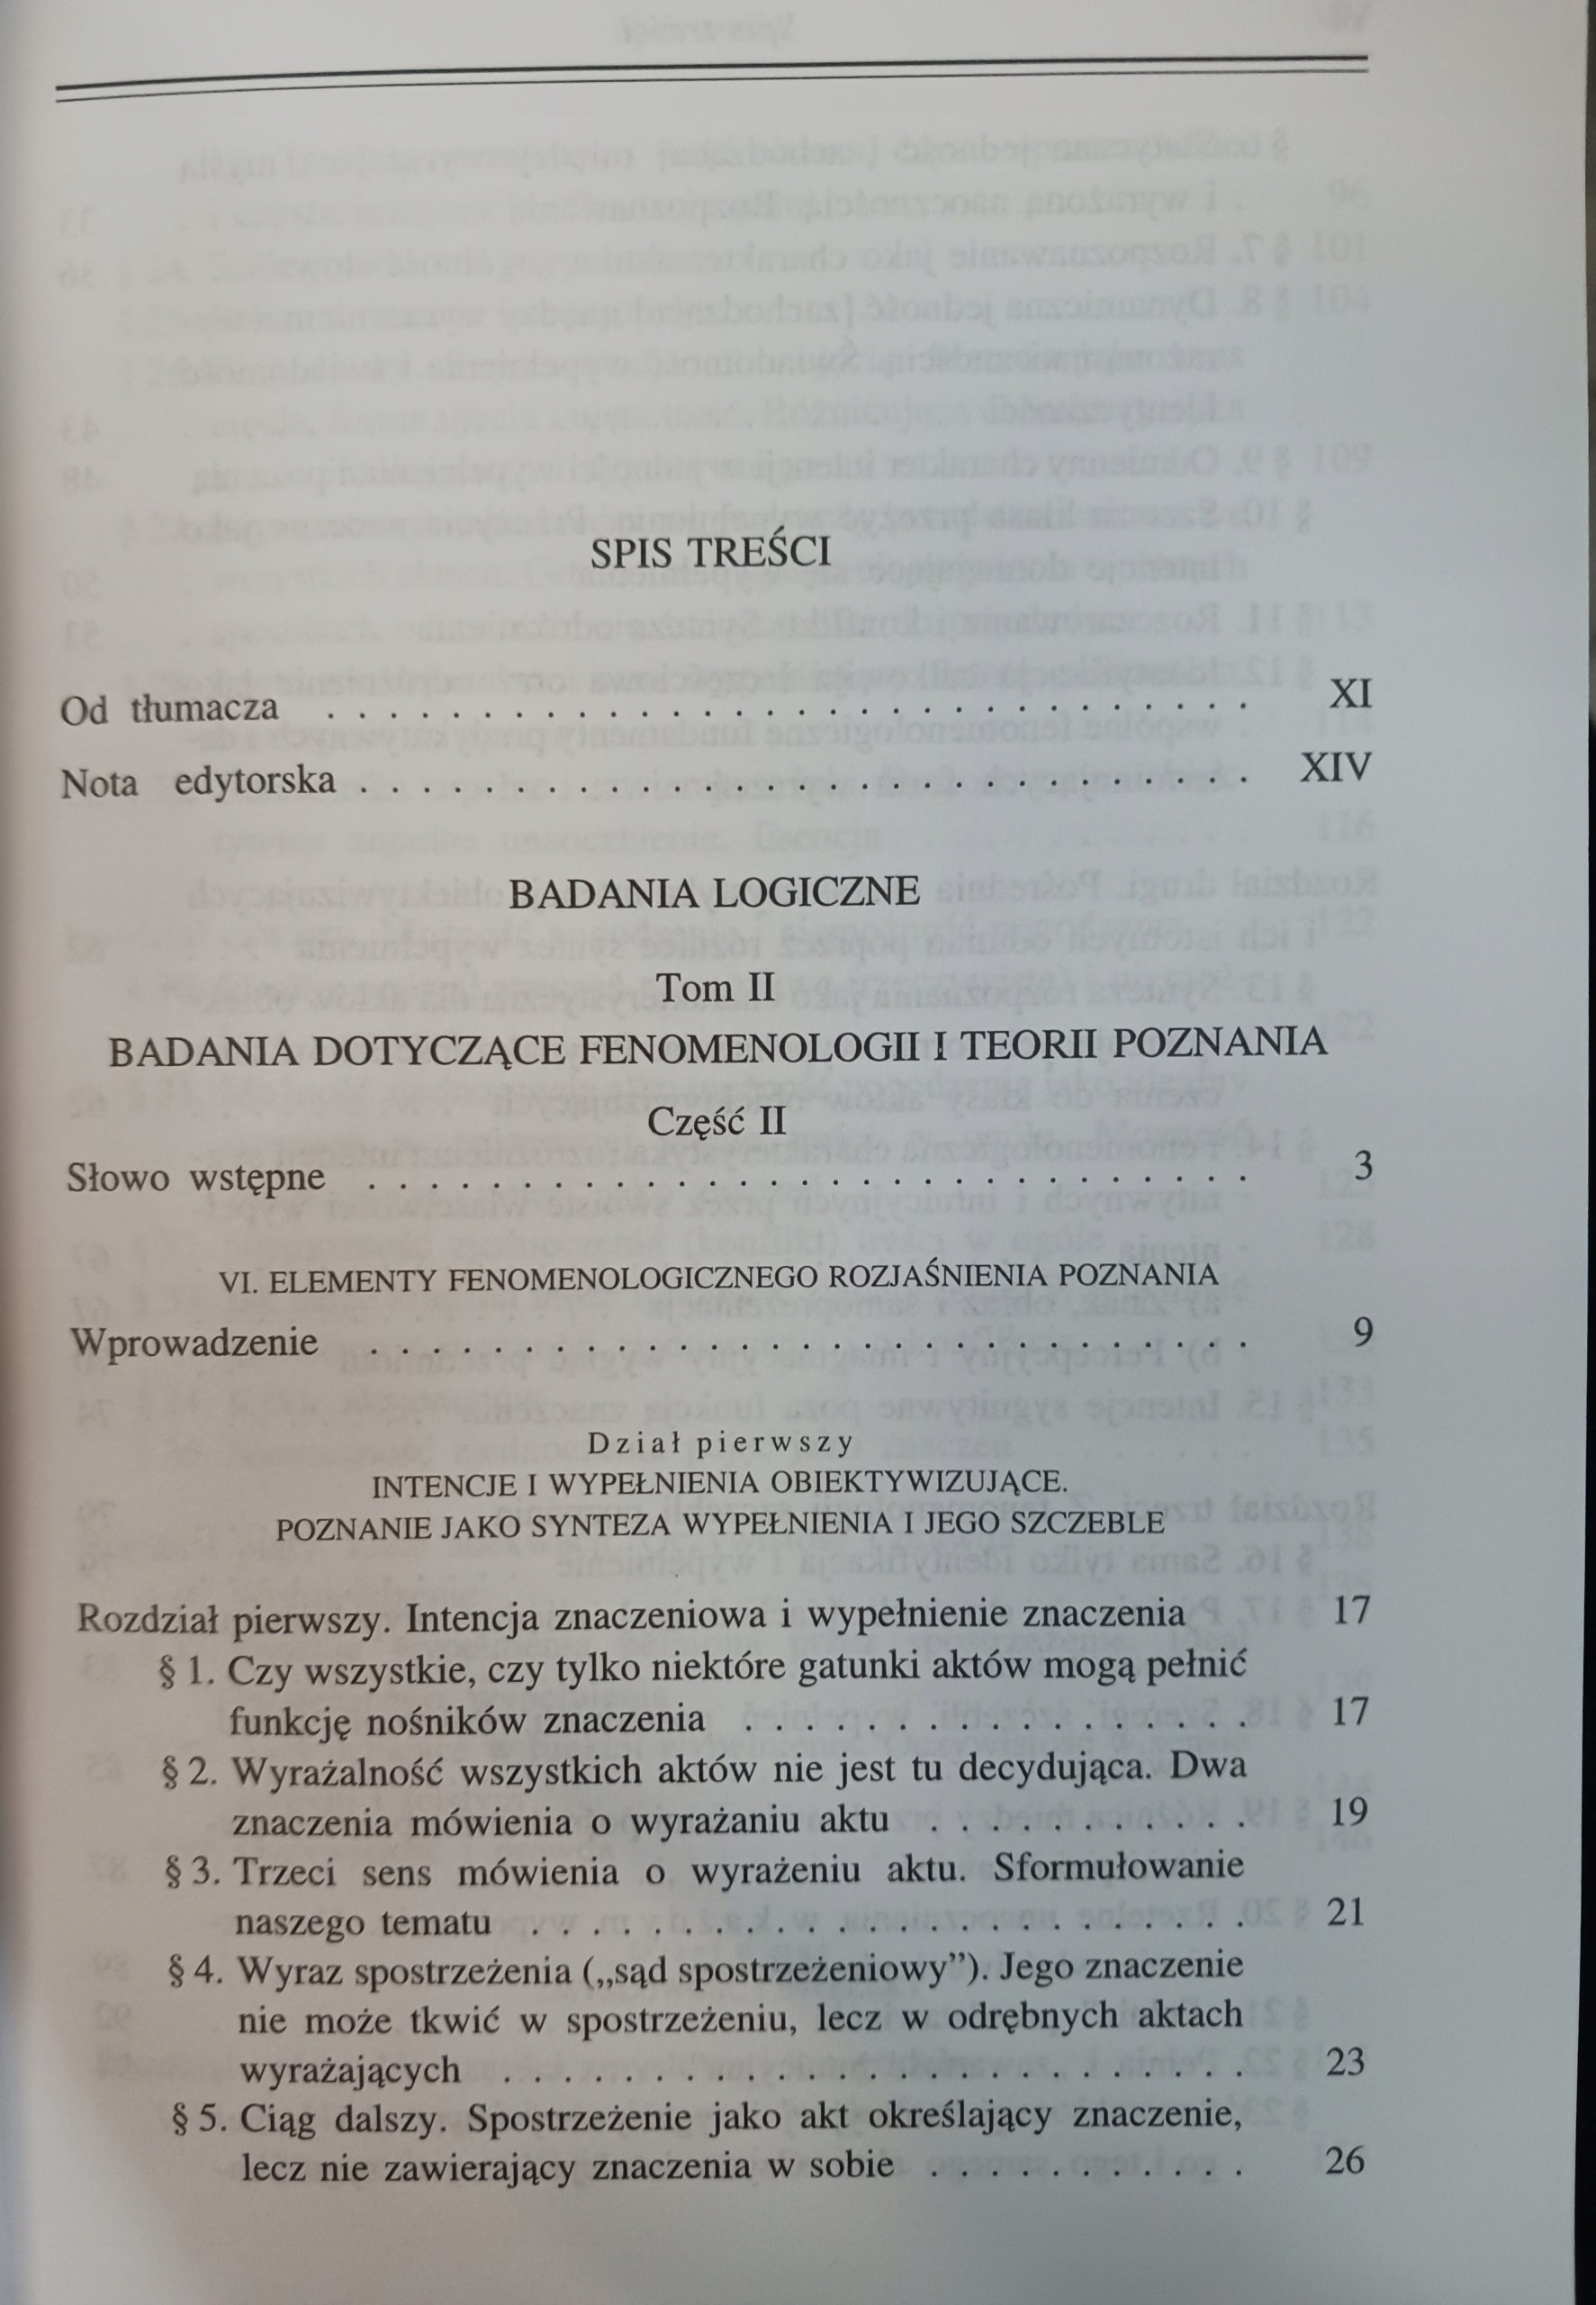 SPIS TREŚCI
Od tłumacza . . . . . . . . . . . . . . . . . . . . . . . . . . . . . . XI
Nota edytorska . . . . . . . . . . . . . . . . . . . . . . . . . . . . . XIV
BADANIA LOGICZNE
Tom II
BADANIA DOTYCZĄCE FENOMENOLOGII I TEORII POZNANIA
Część II
Słowo wstępne . . . . . . . . . . . . . . . . . . . . . . . . . . . . . 3
VI. ELEMENTY FENOMENOLOGICZNEGO ROZJAŚNIENIA POZNANIA
Wprowadzenie . . . . . . . . . . . . . . . . . . . . . . . . . . . . . 9
Dział pierwszy
INTENCJE I WYPEŁNIENIA OBIEKTYWIZUJĄCE.
POZNANIE JAKO SYNTEZA WYPEŁNIENIA I JEGO SZCZEBLE
Rozdział pierwszy. Intencja znaczeniowa i wypełnienie znaczenia 17
§ 1. Czy wszystkie, czy tylko niektóre gatunki aktów mogą pełnić
funkcję nośników znaczenia . . . . . . . . . . . . . . . . . 17
§ 2. Wyrażalność wszystkich aktów nie jest tu decydująca. Dwa
znaczenia mówienia o wyrażaniu aktu . . . . . . . . . . . 19
§ 3. Trzeci sens mówienia o wyrażeniu aktu. Sformułowanie
naszego tematu . . . . . . . . . . . . . . . . . . . . . . . . 21
§ 4. Wyraz spostrzeżenia („sąd spostrzeżeniowy”). Jego znaczenie
nie może tkwić w spostrzeżeniu, lecz w odrębnych aktach
wyrażających . . . . . . . . . . . . . . . . . . . . . . . . . 23
§ 5. Ciąg dalszy. Spostrzeżenie jako akt określający znaczenie,
lecz nie zawierający znaczenia w sobie . . . . . . . . . . . 26